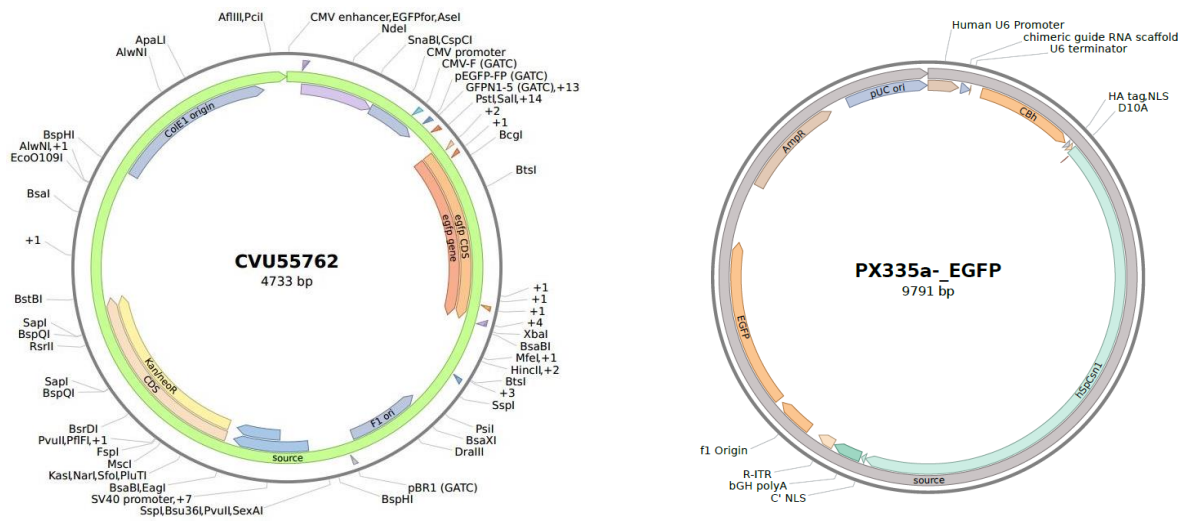 AflIII,PciI
CMV enhancer,EGFPfor,AseI
NdeI
SnaBI,CspCI
CMV promoter
CMV-F (GATC)
pEGFP-FP (GATC)
GFPN1-5 (GATC),+13
PstI,SalI,+14
+2
+1
BcgI
BtsI
+1
+1
+1
+4
XbaI
BsaBI
MfeI,+1
HincII,+2
BtsI
+3
SspI
PsiI
BsaXI
DraIII
pBR1 (GATC)
BspHI
SspI,Bsu36I,PvuII,SexAI
SV40 promoter,+7
BsaBI,EagI
KasI,NarI,SfoI,PluTI
MscI
FspI
PvuII,PflFI,+1
BsrDI
BspQI
SapI
RsrII
BspQI
SapI
BstBI
+1
BsaI
EcoO109I
AlwNI,+1
BspHI
AlwNI
ApaLI
ColE1 origin
egfp CDS
egfp gene
F1 ori
source
CDS
Kan/neoR
CVU55762
4733 bp
Human U6 Promoter
chimeric guide RNA scaffold
U6 terminator
HA tag,NLS
D10A
CBh
hSpCsn1
source
C' NLS
bGH polyA
R-ITR
f1 Origin
EGFP
AmpR
pUC ori
PX335a-_EGFP
9791 bp